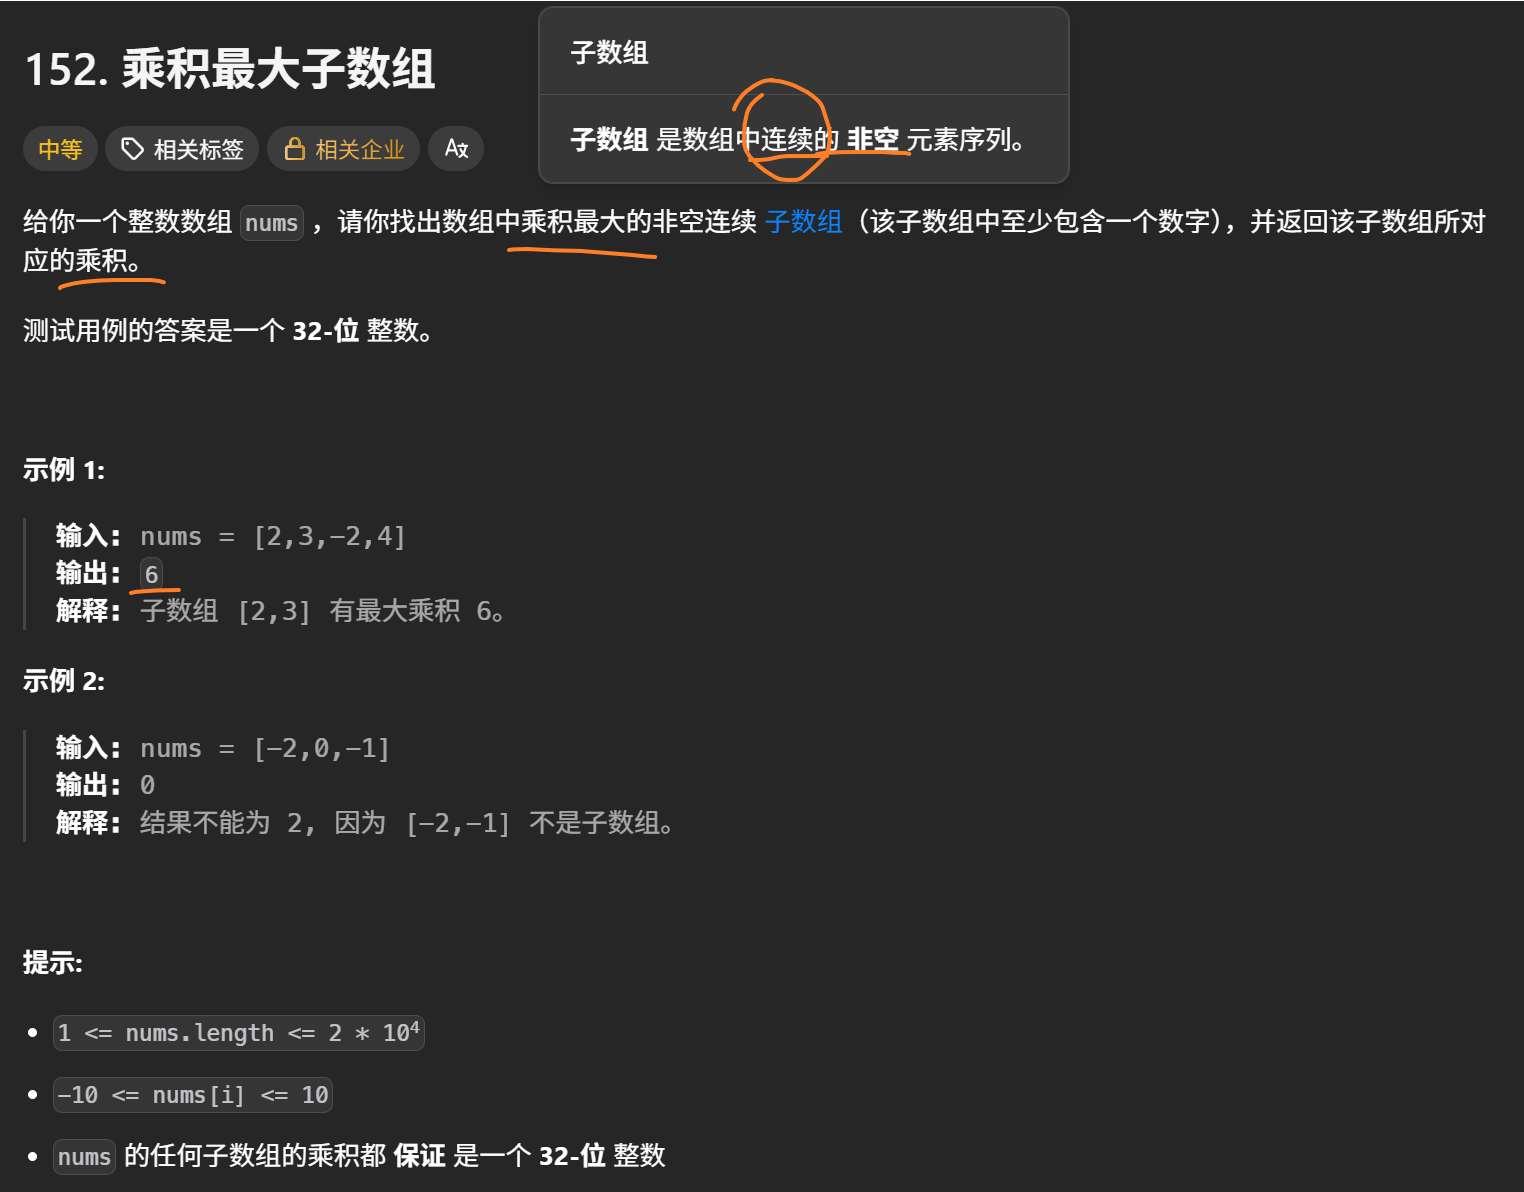 152. 乘积最大子数组
子数组
子数组 是数组中连续的 非空 元素序列。
中等 相关标签 相关企业 A文
给你一个整数数组 nums ，请你找出数组中乘积最大的非空连续 子数组（该子数组中至少包含一个数字），并返回该子数组所对
应的乘积。
测试用例的答案是一个 32-位 整数。
示例 1:
输入：nums = [2,3,-2,4]
输出：6
解释：子数组 [2,3] 有最大乘积 6。
示例 2:
输入：nums = [-2,0,-1]
输出：0
解释：结果不能为 2, 因为 [-2,-1] 不是子数组。
提示:
1 <= nums.length <= 2 * 10⁴
-10 <= nums[i] <= 10
nums 的任何子数组的乘积都 保证 是一个 32-位 整数